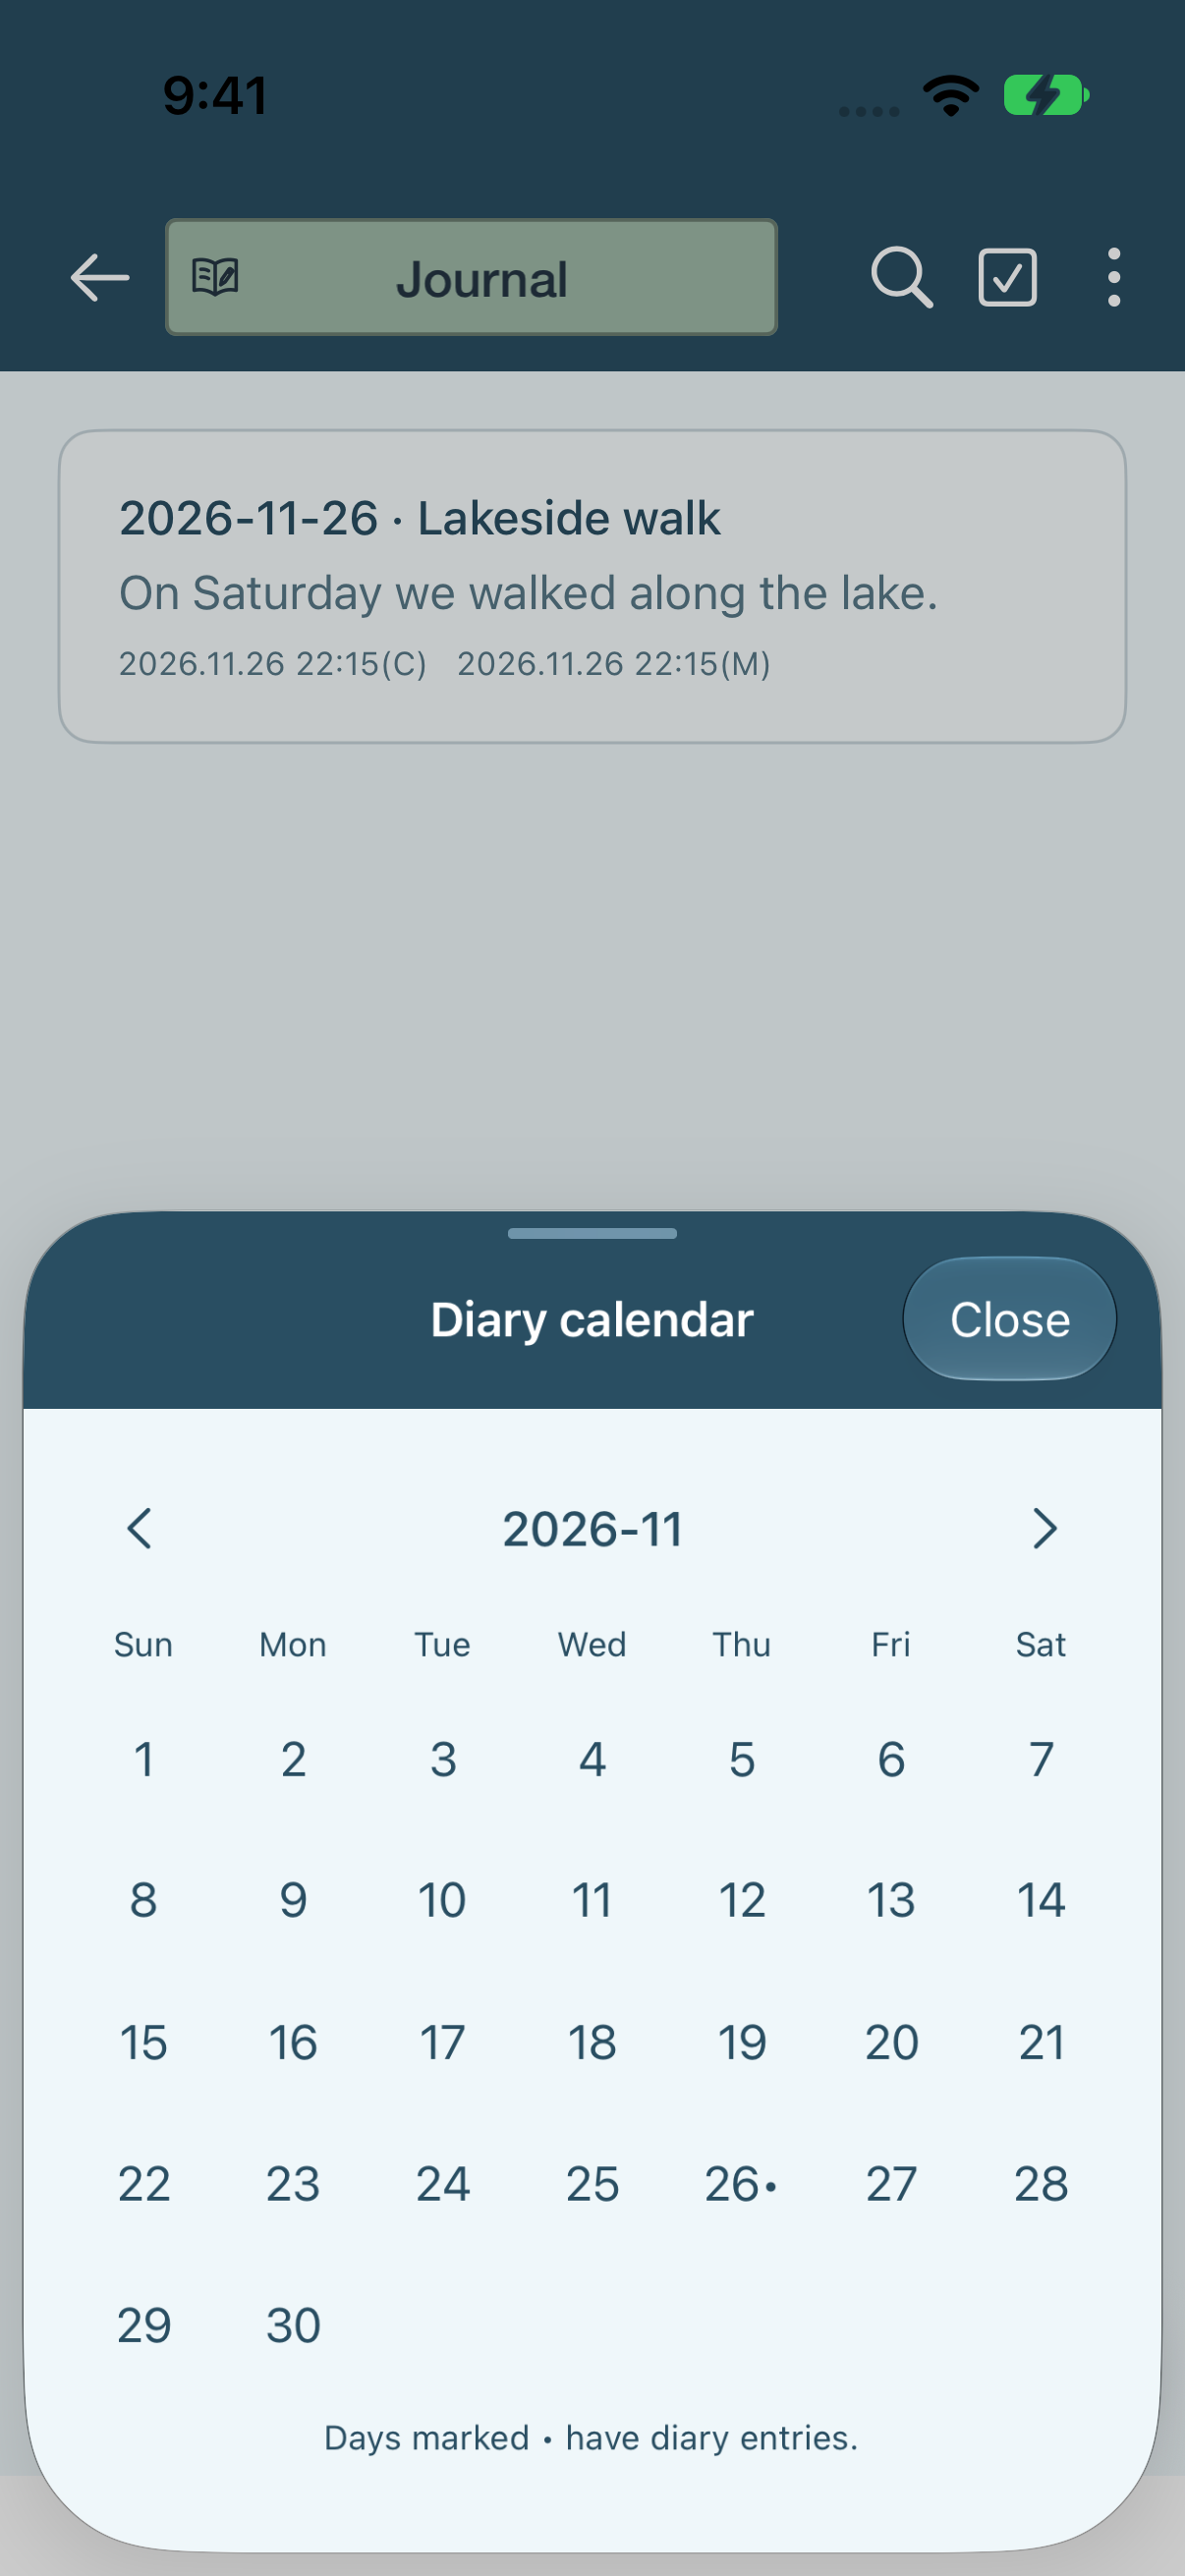 9:41
Journal
2026-11-26 · Lakeside walk
On Saturday we walked along the lake.
2026.11.26 22:15(C) 2026.11.26 22:15(M)
Diary calendar
Close
2026-11
Sun Mon Tue Wed Thu Fri Sat
1 2 3 4 5 6 7
8 9 10 11 12 13 14
15 16 17 18 19 20 21
22 23 24 25 26• 27 28
29 30
Days marked • have diary entries.